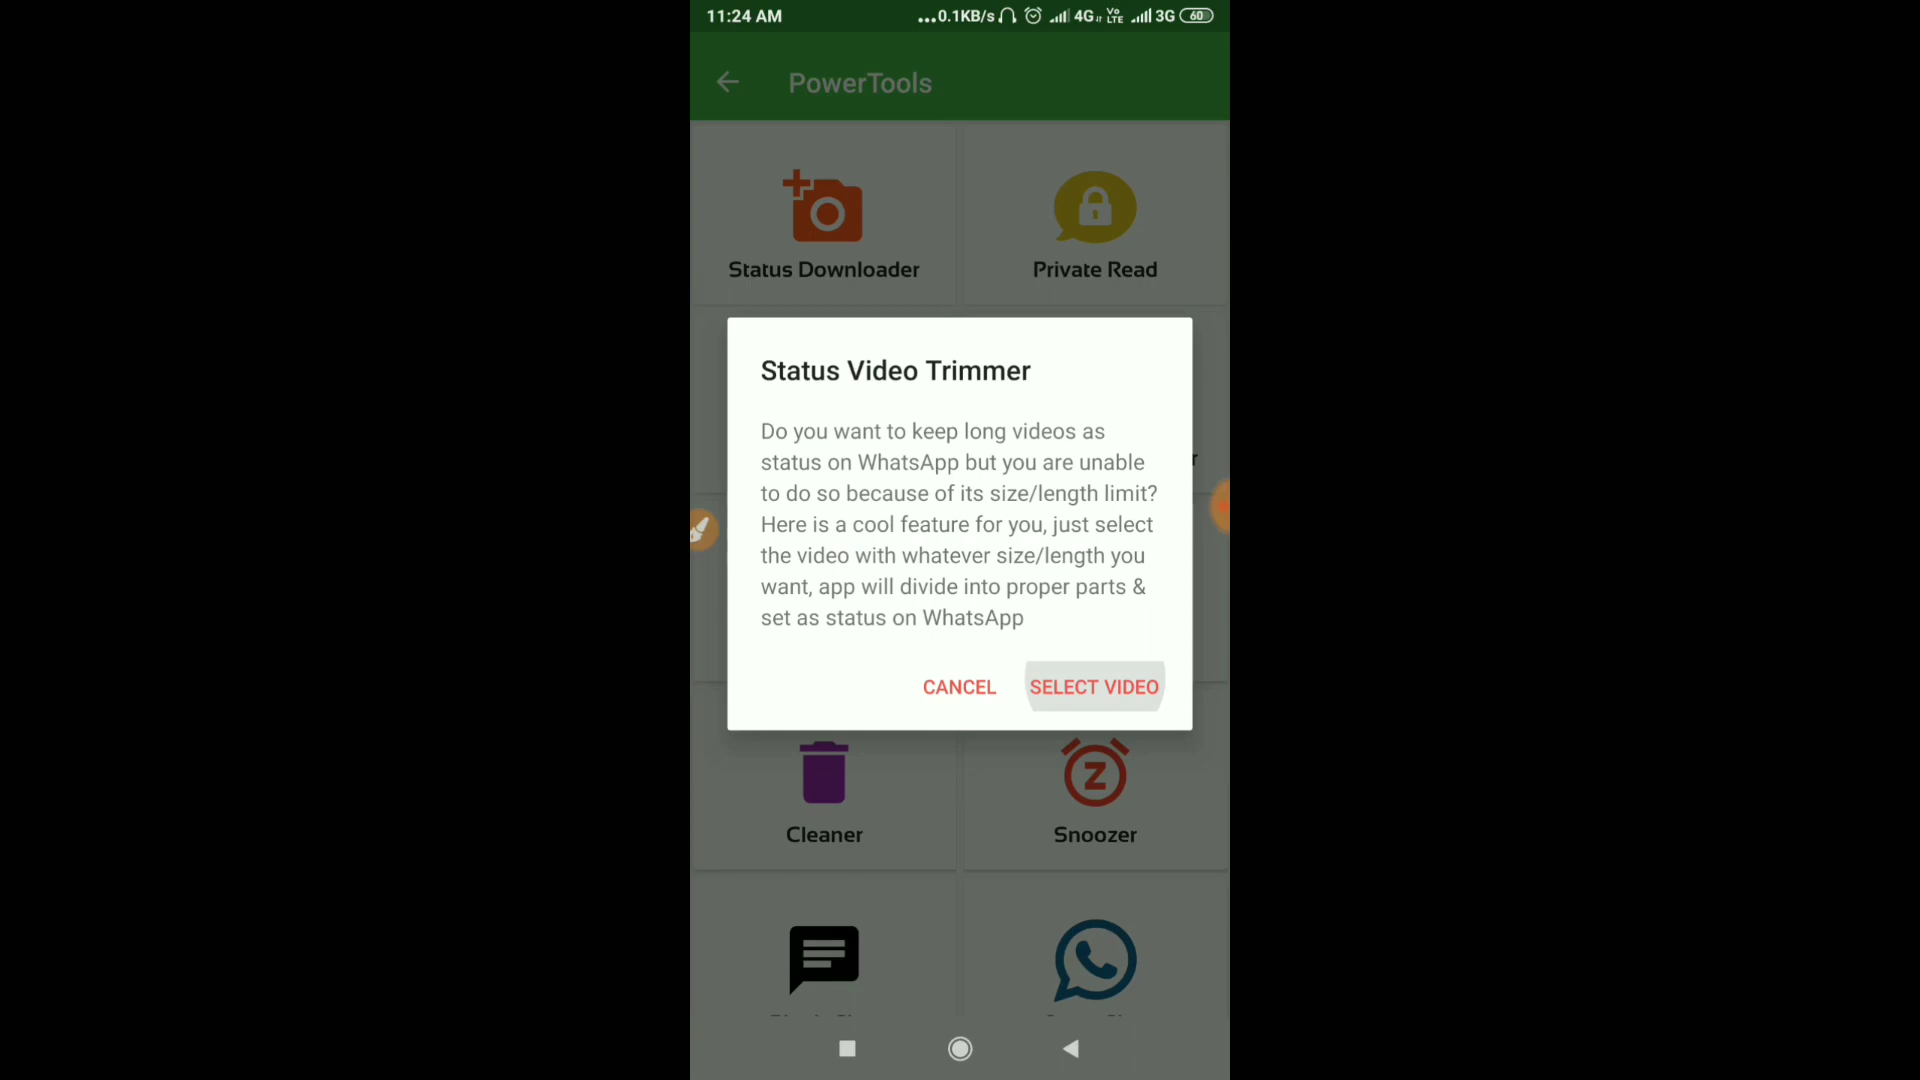 11:24 AM ...0.1KB/s 4G Vo LTE 3G 60
PowerTools
Status Downloader Private Read
Status Video Trimmer
Do you want to keep long videos as
status on WhatsApp but you are unable
to do so because of its size/length limit?
Here is a cool feature for you, just select
the video with whatever size/length you
want, app will divide into proper parts &
set as status on WhatsApp
CANCEL SELECT VIDEO
Cleaner Snoozer